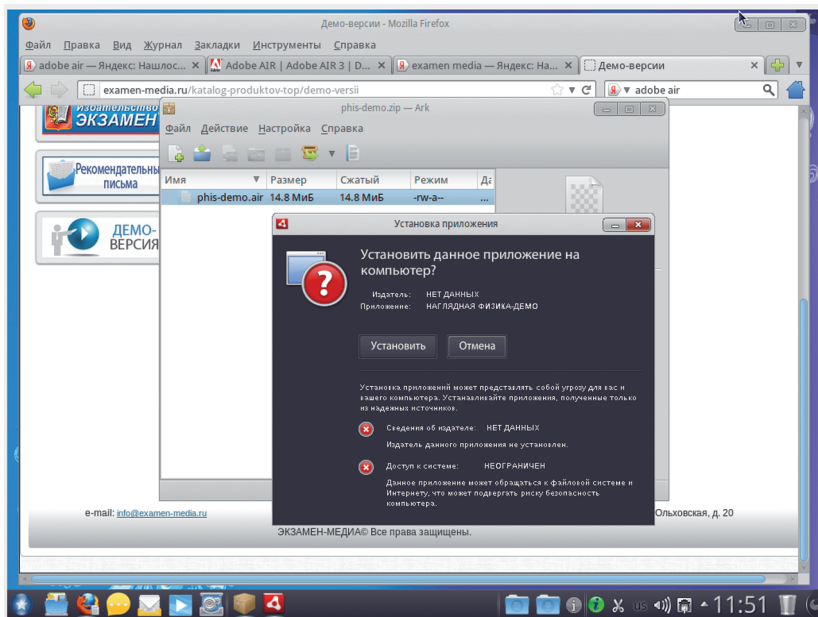 Демо-версии - Mozilla Firefox
Файл Правка Вид Журнал Закладки Инструменты Справка
adobe air — Яндекс: Нашлос...
Adobe AIR | Adobe AIR 3 | D...
examen media — Яндекс: На...
Демо-версии
examen-media.ru/katalog-produktov-top/demo-versii
adobe air
ЭКЗАМЕН
Рекомендательны
письма
ДЕМО-
ВЕРСИЯ
phis-demo.zip — Ark
Файл Действие Настройка Справка
Имя Размер Сжатый Режим Да
phis-demo.air 14.8 МиБ 14.8 МиБ -rw-a-- ...
Установка приложения
Установить данное приложение на
компьютер?
Издатель: НЕТ ДАННЫХ
Приложение: НАГЛЯДНАЯ ФИЗИКА-ДЕМО
Установить Отмена
Установка приложений может представлять собой угрозу для вас и
вашего компьютера. Устанавливайте приложения, полученные только
из надежных источников.
Сведения об издателе: НЕТ ДАННЫХ
Издатель данного приложения не установлен.
Доступ к системе: НЕОГРАНИЧЕН
Данное приложение может обращаться к файловой системе и
Интернету, что может подвергать риску безопасность
компьютера.
e-mail: info@examen-media.ru
Ольховская, д. 20
ЭКЗАМЕН-МЕДИА© Все права защищены.
us 11:51